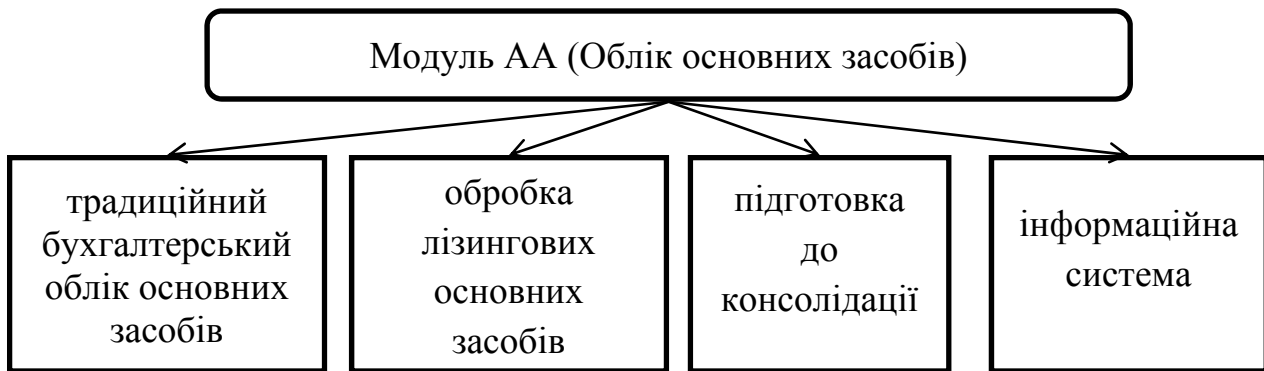 Модуль АА (Облік основних засобів)
традиційний
бухгалтерський
облік основних
засобів
обробка
лізингових
основних
засобів
підготовка
до
консолідації
інформаційна
система